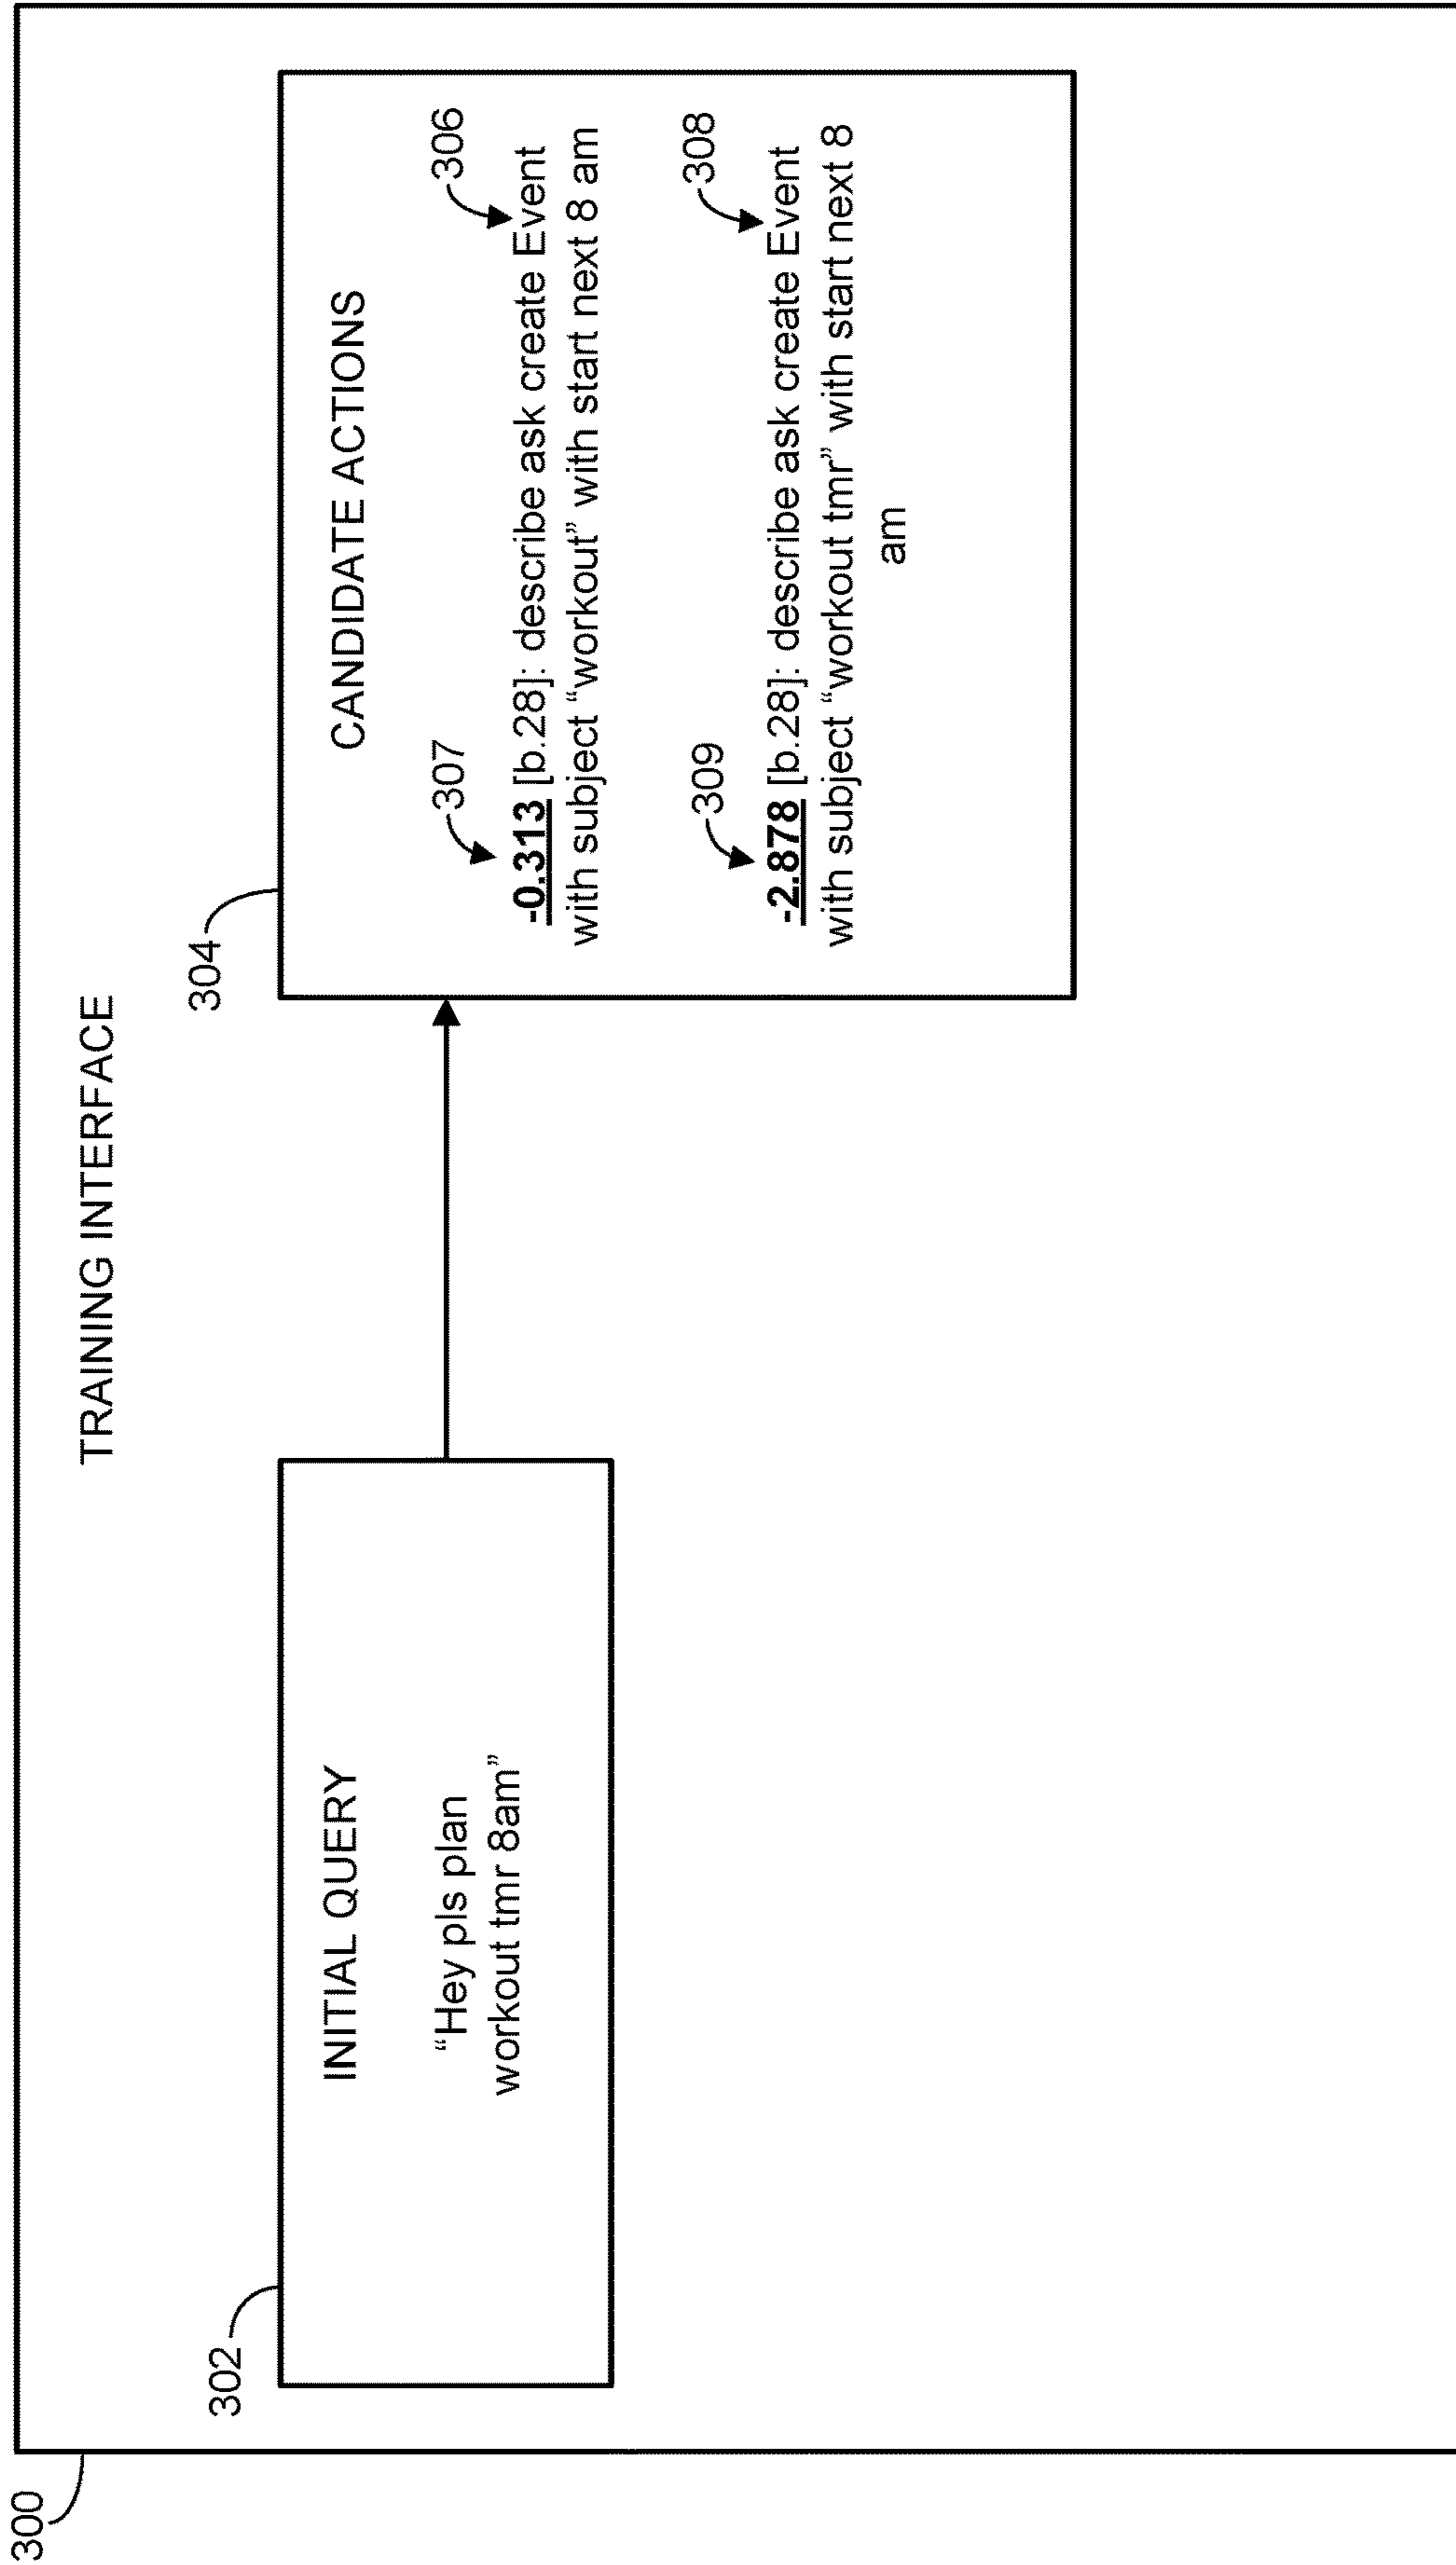 300
TRAINING INTERFACE
302
INITIAL QUERY
“Hey pls plan
workout tmr 8am”
304
CANDIDATE ACTIONS
307
306
-0.313 [b.28]: describe ask create Event
with subject “workout” with start next 8 am
309
308
-2.878 [b.28]: describe ask create Event
with subject “workout tmr” with start next 8
am